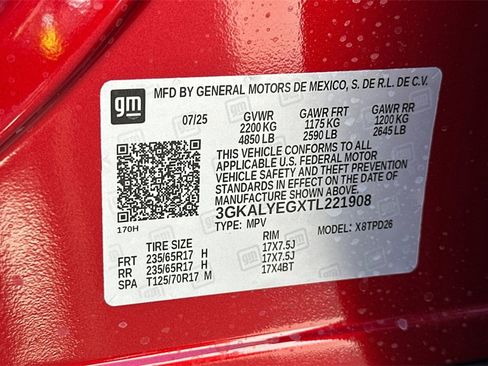 gm
MFD BY GENERAL MOTORS DE MEXICO, S. DE R.L. DE C.V.
07/25 GVWR GAWR FRT GAWR RR
2200 KG 1175 KG 1200 KG
4850 LB 2590 LB 2645 LB
THIS VEHICLE CONFORMS TO ALL
APPLICABLE U.S. FEDERAL MOTOR
VEHICLE SAFETY AND THEFT
PREVENTION STANDARDS IN
EFFECT ON THE DATE OF
MANUFACTURE SHOWN ABOVE.
3GKALYEGXTL221908
170H TYPE: MPV MODEL: X8TPD26
TIRE SIZE RIM
FRT 235/65R17 H 17X7.5J
RR 235/65R17 H 17X7.5J
SPA T125/70R17 M 17X4BT